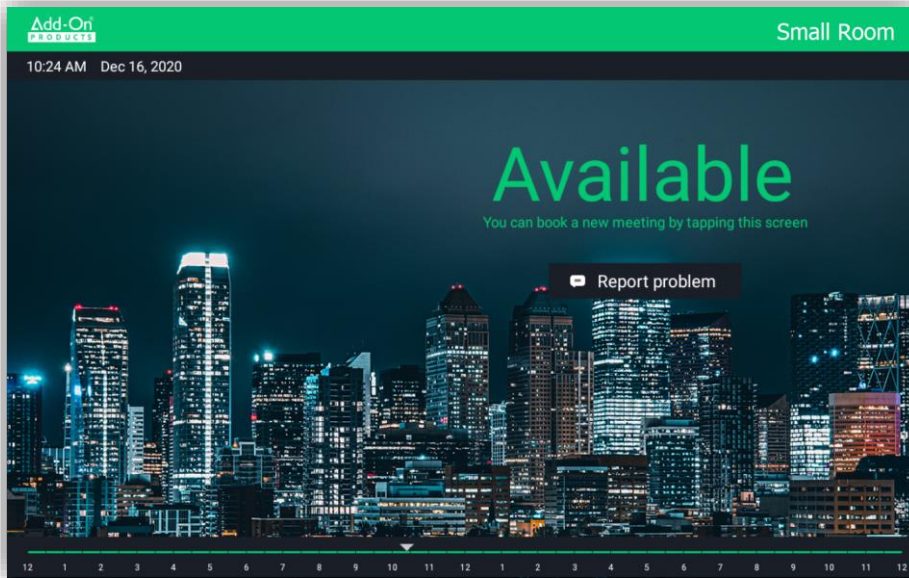 Add-On®
PRODUCTS
Small Room
10:24 AM Dec 16, 2020
Available
You can book a new meeting by tapping this screen
Report problem
12 1 2 3 4 5 6 7 8 9 10 11 12 1 2 3 4 5 6 7 8 9 10 11 12